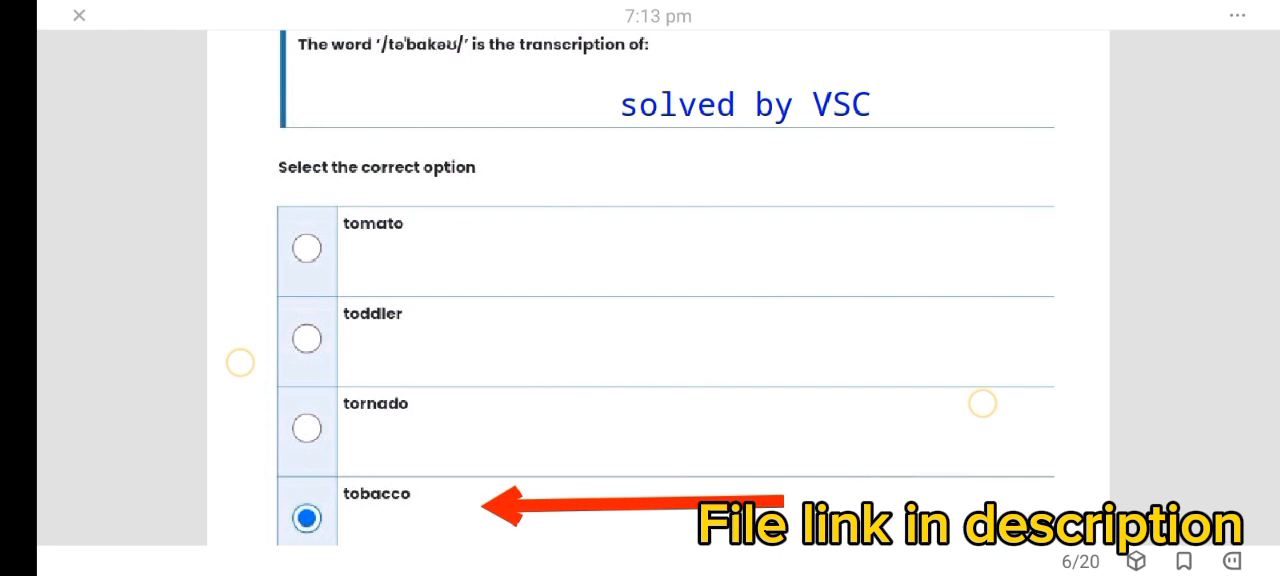 7:13 pm
The word ‘/tə'bakəʊ/’ is the transcription of:
solved by VSC
Select the correct option
tomato
toddler
tornado
tobacco
File link in description
6/20